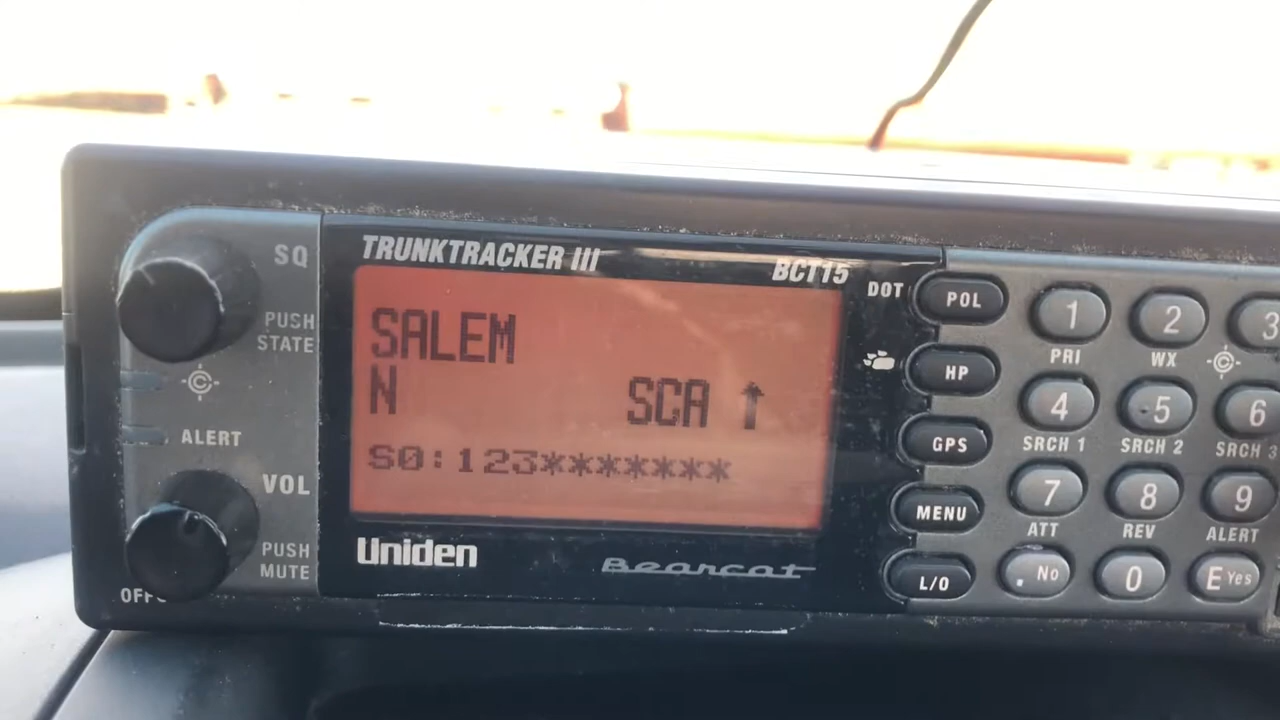 TRUNKTRACKER III
BCT15
SQ
PUSH
STATE
ALERT
VOL
PUSH
MUTE
OFF
SALEM
N SCA ↑
S0:123*******
Uniden
Bearcat
DOT
POL
HP
GPS
MENU
L/O
1 2 3
PRI WX
4 5 6
SRCH 1 SRCH 2 SRCH 3
7 8 9
ATT REV ALERT
. No 0 E Yes